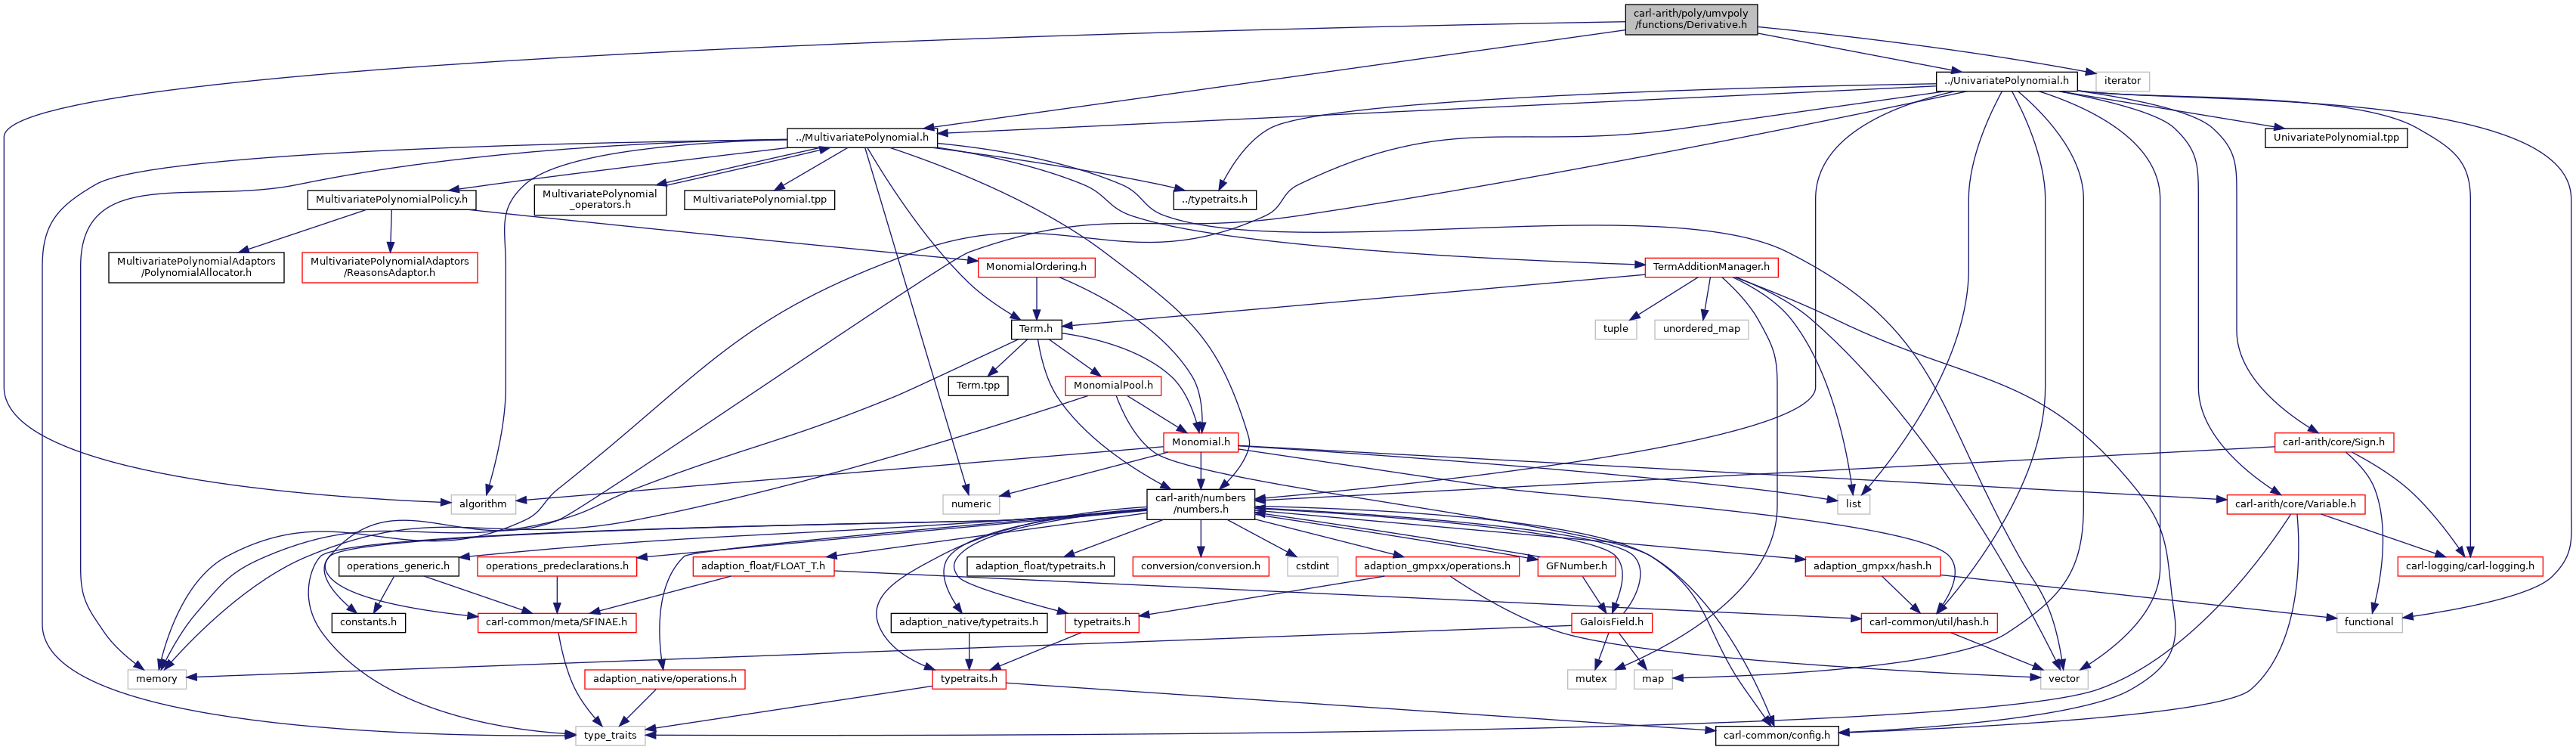 carl-arith/poly/umvpoly
/functions/Derivative.h
../UnivariatePolynomial.h
iterator
../MultivariatePolynomial.h
UnivariatePolynomial.tpp
MultivariatePolynomialPolicy.h
MultivariatePolynomial
_operators.h
MultivariatePolynomial.tpp
../typetraits.h
MultivariatePolynomialAdaptors
/PolynomialAllocator.h
MultivariatePolynomialAdaptors
/ReasonsAdaptor.h
MonomialOrdering.h
TermAdditionManager.h
Term.h
tuple
unordered_map
Term.tpp
MonomialPool.h
Monomial.h
carl-arith/core/Sign.h
algorithm
numeric
carl-arith/numbers
/numbers.h
list
carl-arith/core/Variable.h
operations_generic.h
operations_predeclarations.h
adaption_float/FLOAT_T.h
adaption_float/typetraits.h
conversion/conversion.h
cstdint
adaption_gmpxx/operations.h
GFNumber.h
adaption_gmpxx/hash.h
carl-logging/carl-logging.h
constants.h
carl-common/meta/SFINAE.h
adaption_native/typetraits.h
typetraits.h
GaloisField.h
carl-common/util/hash.h
functional
memory
adaption_native/operations.h
typetraits.h
mutex
map
vector
type_traits
carl-common/config.h